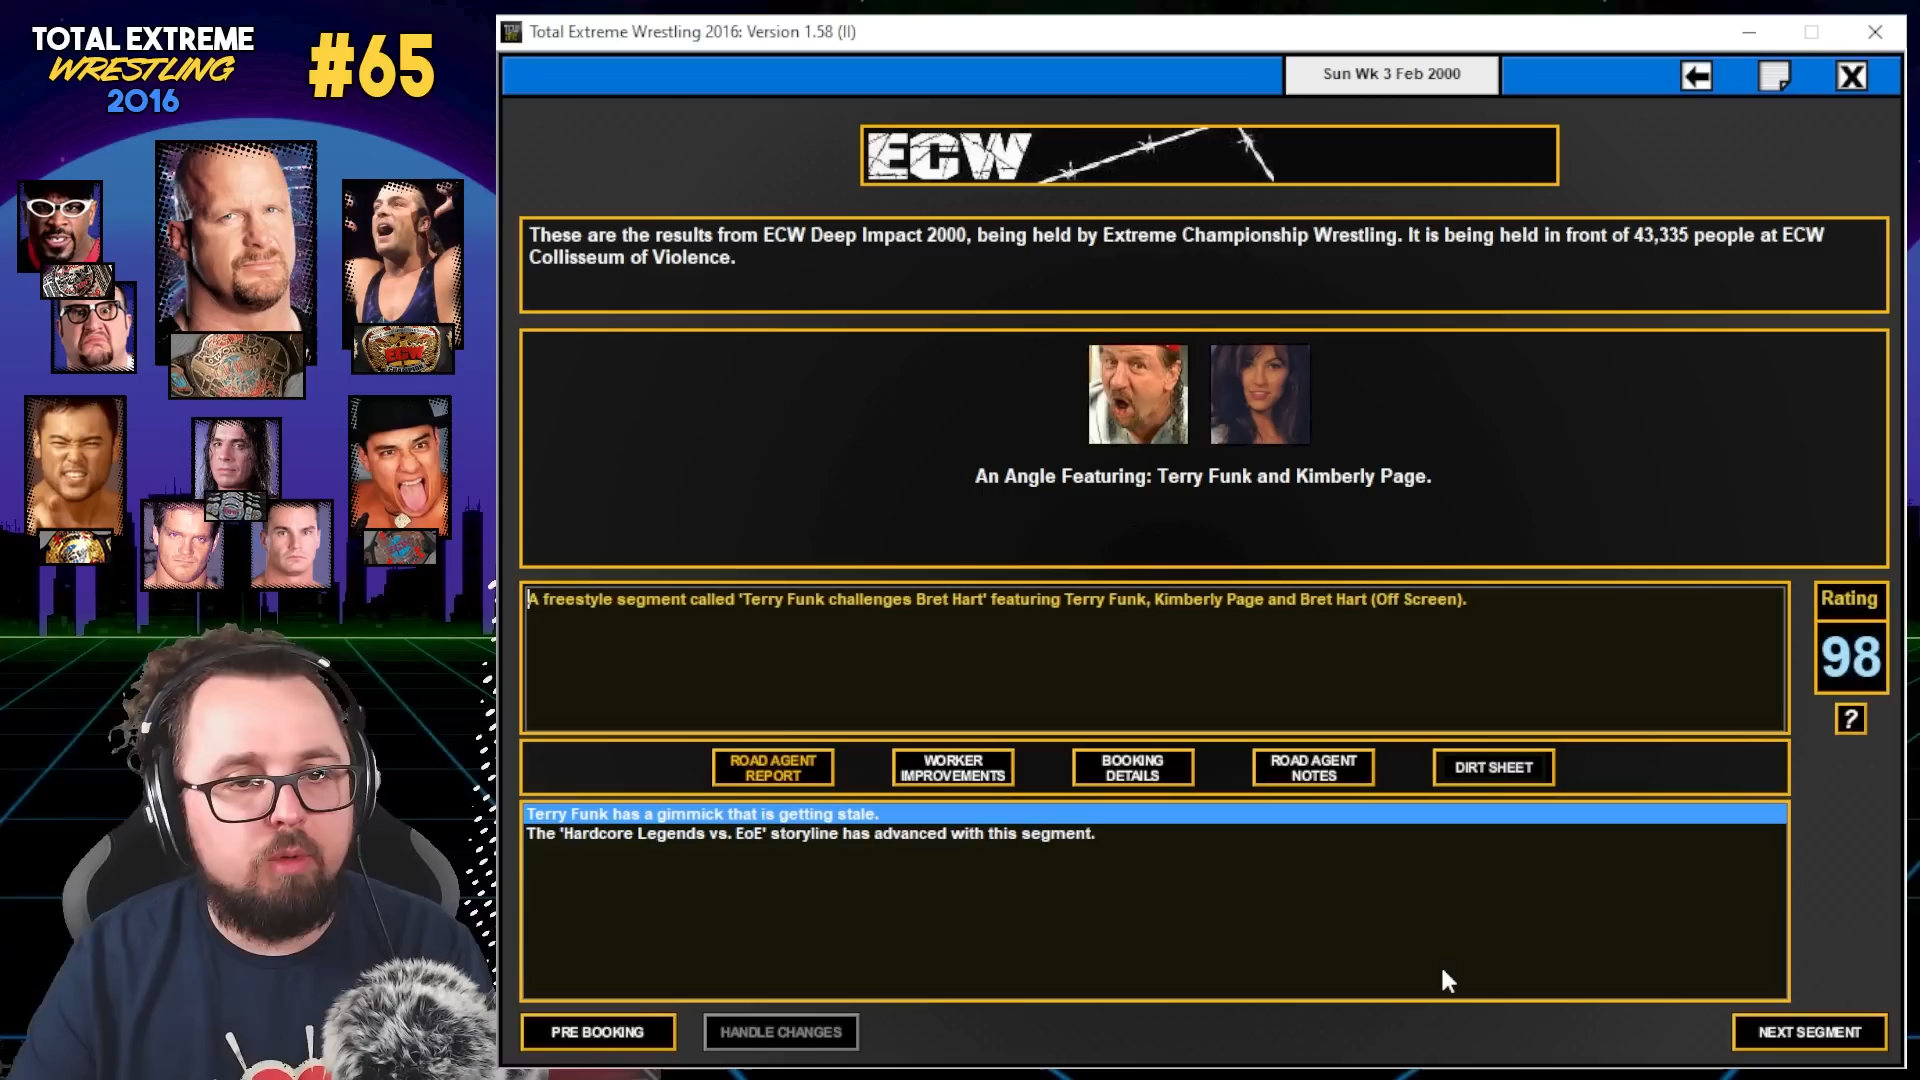 TOTAL EXTREME
WRESTLING
2016
#65
Total Extreme Wrestling 2016: Version 1.58 (II)
Sun Wk 3 Feb 2000
ECW
These are the results from ECW Deep Impact 2000, being held by Extreme Championship Wrestling. It is being held in front of 43,335 people at ECW
Collisseum of Violence.
An Angle Featuring: Terry Funk and Kimberly Page.
A freestyle segment called 'Terry Funk challenges Bret Hart' featuring Terry Funk, Kimberly Page and Bret Hart (Off Screen).
Rating
98
?
ROAD AGENT
REPORT
WORKER
IMPROVEMENTS
BOOKING
DETAILS
ROAD AGENT
NOTES
DIRT SHEET
Terry Funk has a gimmick that is getting stale.
The 'Hardcore Legends vs. EoE' storyline has advanced with this segment.
PRE BOOKING
HANDLE CHANGES
NEXT SEGMENT